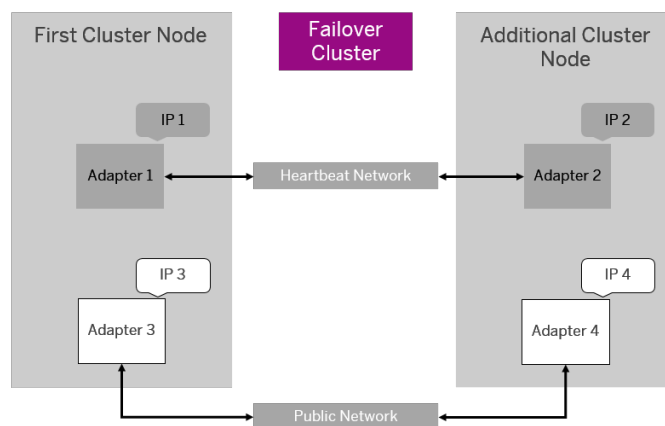 First Cluster Node
Failover
Cluster
Additional Cluster
Node
IP 1
IP 2
Adapter 1
Heartbeat Network
Adapter 2
IP 3
IP 4
Adapter 3
Adapter 4
Public Network